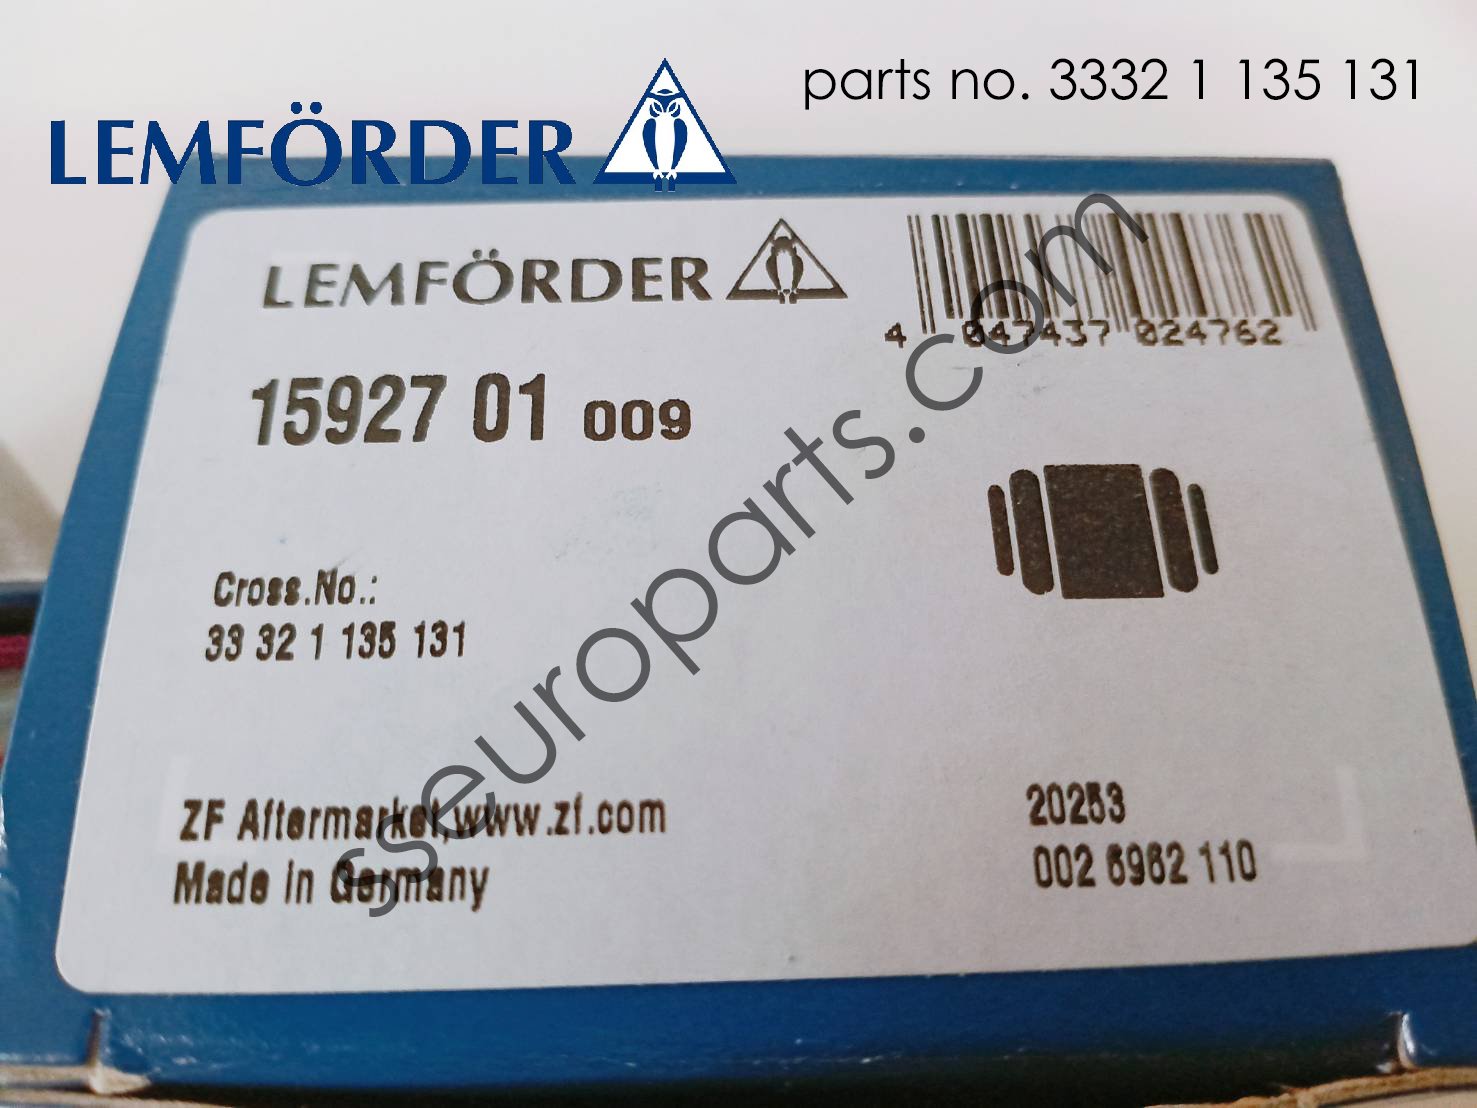 parts no. 3332 1 135 131
LEMFÖRDER
LEMFÖRDER
4 047437 024762
15927 01 009
Cross.No.:
33 32 1 135 131
ZF Aftermarket,www.zf.com
Made in Germany
20253
002 6962 110
sseuroparts.com